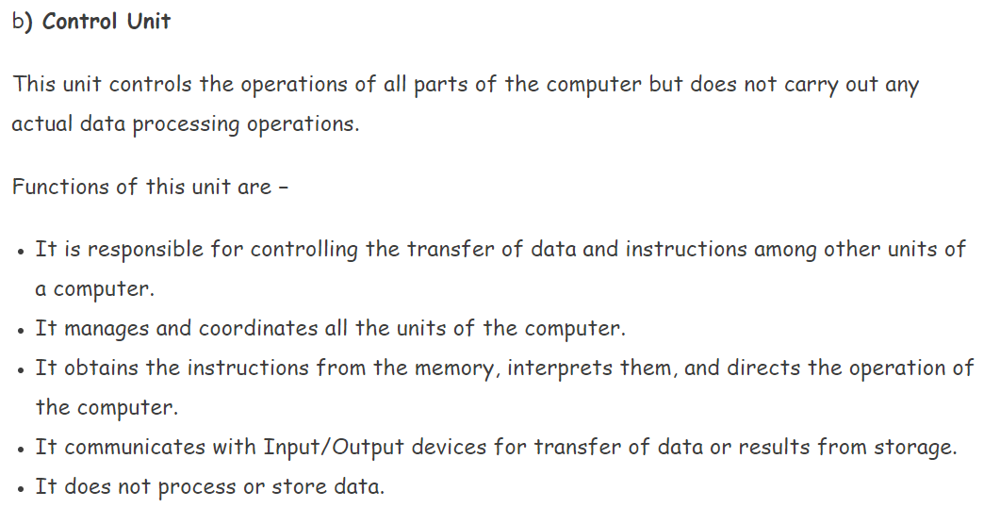 b) Control Unit
This unit controls the operations of all parts of the computer but does not carry out any
actual data processing operations.
Functions of this unit are –
• It is responsible for controlling the transfer of data and instructions among other units of
a computer.
• It manages and coordinates all the units of the computer.
• It obtains the instructions from the memory, interprets them, and directs the operation of
the computer.
• It communicates with Input/Output devices for transfer of data or results from storage.
• It does not process or store data.